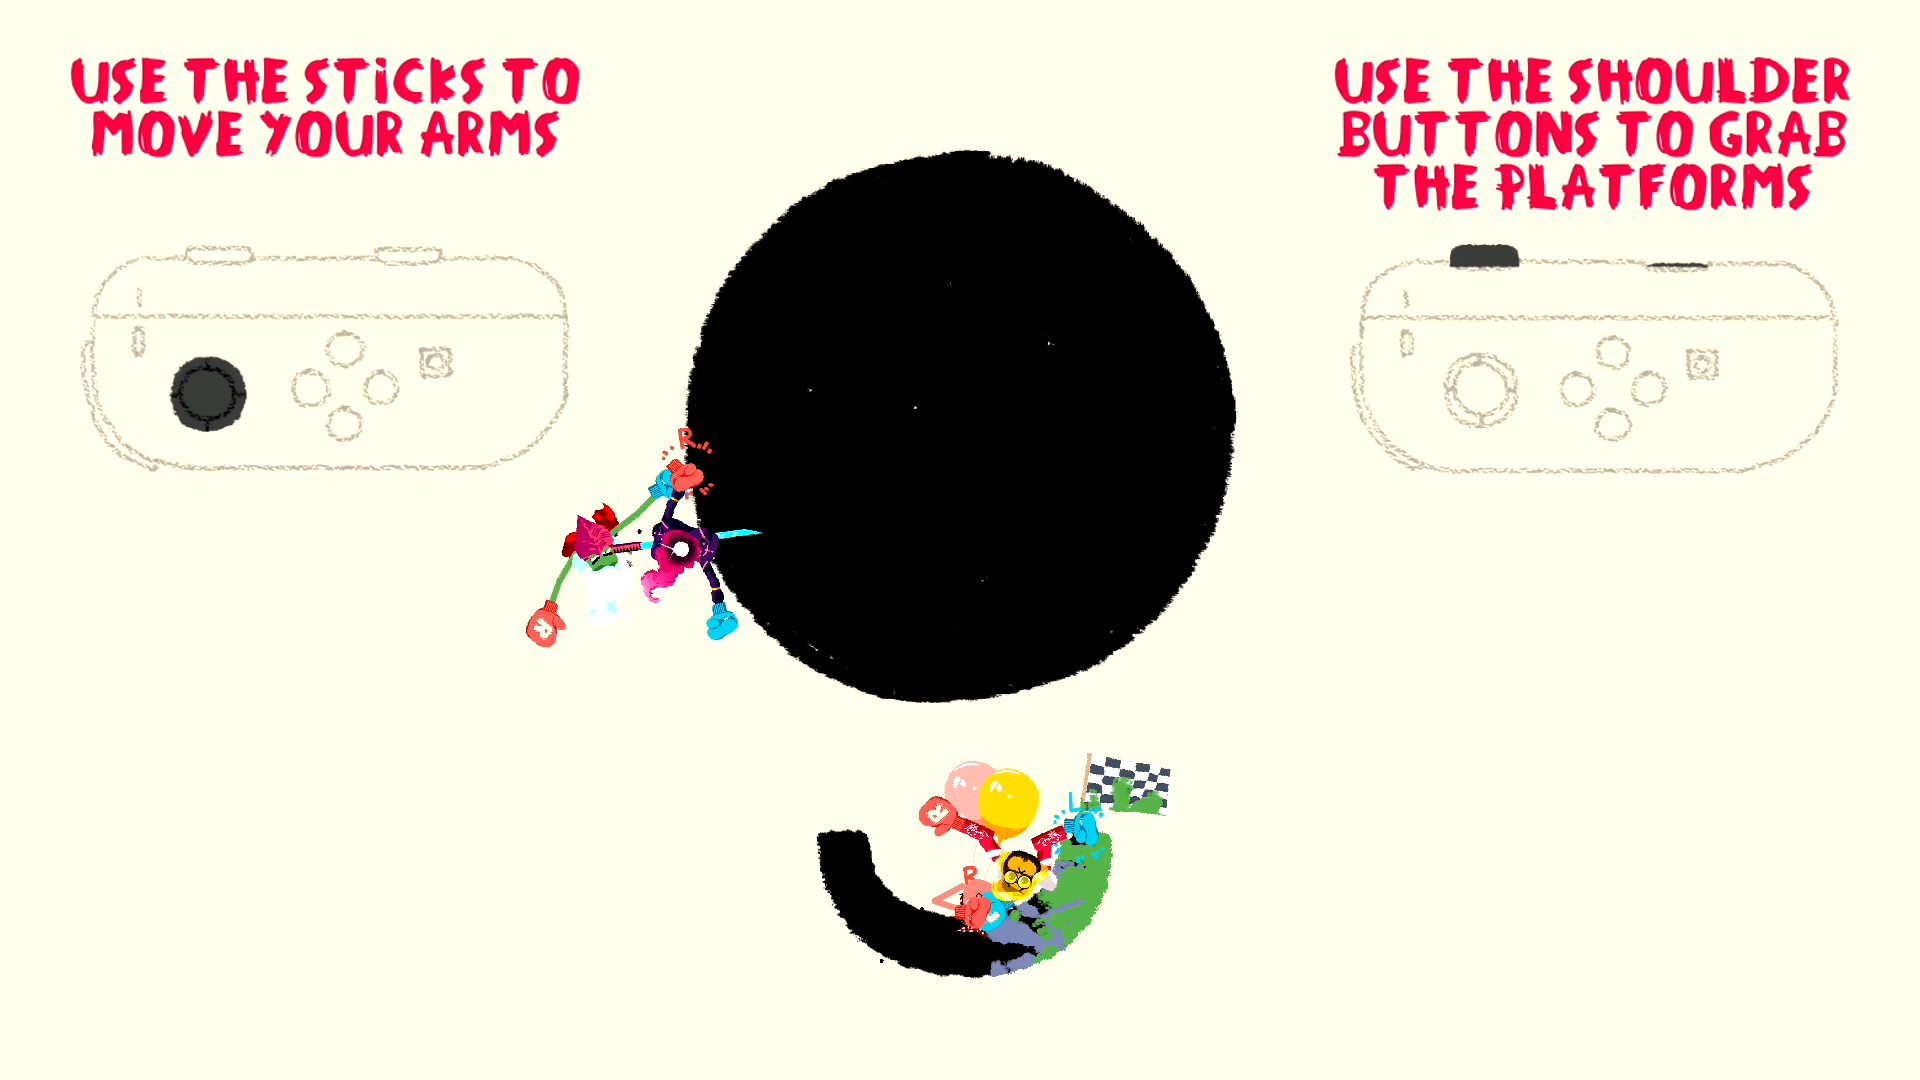 USE THE STiCKS TO
MOVE YOUR ARMS
USE THE SHOULDER
BUTTONS TO GRAB
THE PLATFORMS
R
R
L
R
R